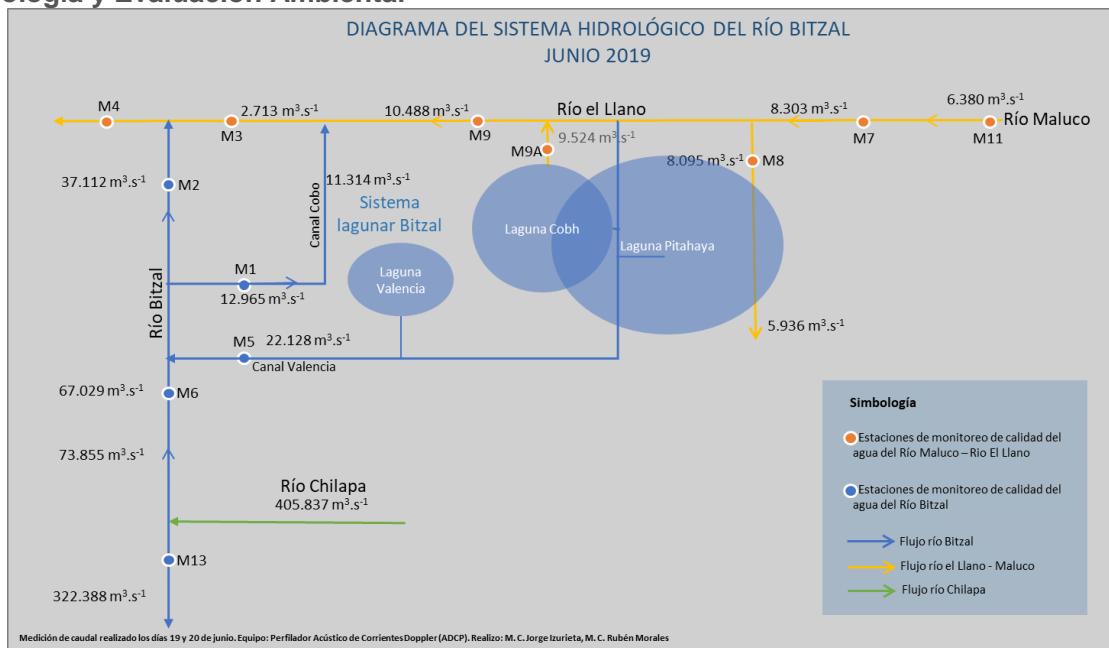 ología y Evaluación Ambiental
DIAGRAMA DEL SISTEMA HIDROLÓGICO DEL RÍO BITZAL
JUNIO 2019
M4
2.713 m³.s⁻¹
M3
10.488 m³.s⁻¹
M9
Río el Llano
9.524 m³.s⁻¹
M9A
8.303 m³.s⁻¹
M7
6.380 m³.s⁻¹
Río Maluco
M11
8.095 m³.s⁻¹
M8
37.112 m³.s⁻¹
M2
11.314 m³.s⁻¹
Canal Cobo
Sistema
lagunar Bitzal
Laguna Cobh
Laguna Pitahaya
Laguna
Valencia
Río Bitzal
M1
12.965 m³.s⁻¹
5.936 m³.s⁻¹
M5
22.128 m³.s⁻¹
Canal Valencia
67.029 m³.s⁻¹
M6
73.855 m³.s⁻¹
Río Chilapa
405.837 m³.s⁻¹
M13
322.388 m³.s⁻¹
Simbología
Estaciones de monitoreo de calidad del
agua del Río Maluco – Rio El Llano
Estaciones de monitoreo de calidad del
agua del Río Bitzal
Flujo río Bitzal
Flujo río el Llano - Maluco
Flujo río Chilapa
Medición de caudal realizado los días 19 y 20 de junio. Equipo: Perfilador Acústico de Corrientes Doppler (ADCP). Realizo: M. C. Jorge Izurieta, M. C. Rubén Morales